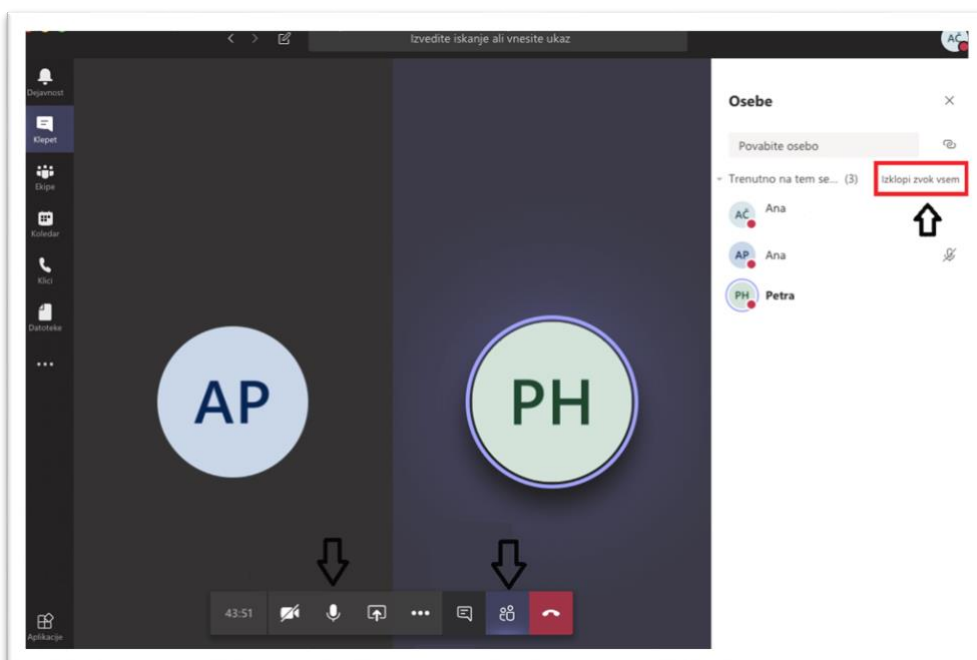 Izvedite iskanje ali vnesite ukaz
AČ
Dejavnost
Klepet
Ekipe
Koledar
Klici
Datoteke
Aplikacije
AP
PH
43:51
Osebe
Povabite osebo
Trenutno na tem se... (3) Izklopi zvok vsem
AČ Ana
AP Ana
PH Petra